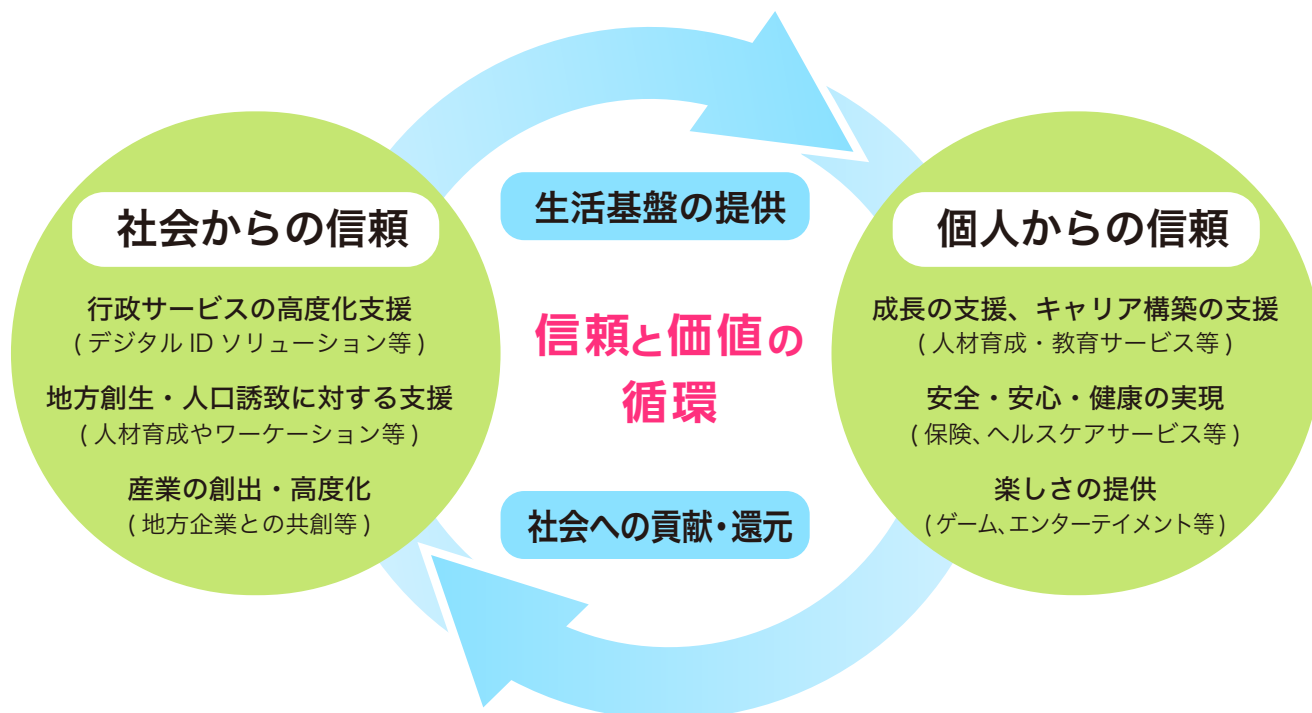 社会からの信頼
行政サービスの高度化支援
(デジタル ID ソリューション等)
地方創生・人口誘致に対する支援
(人材育成やワーケーション等)
産業の創出・高度化
(地方企業との共創等)
生活基盤の提供
信頼と価値の
循環
社会への貢献・還元
個人からの信頼
成長の支援、キャリア構築の支援
(人材育成・教育サービス等)
安全・安心・健康の実現
(保険、ヘルスケアサービス等)
楽しさの提供
(ゲーム、エンターテイメント等)